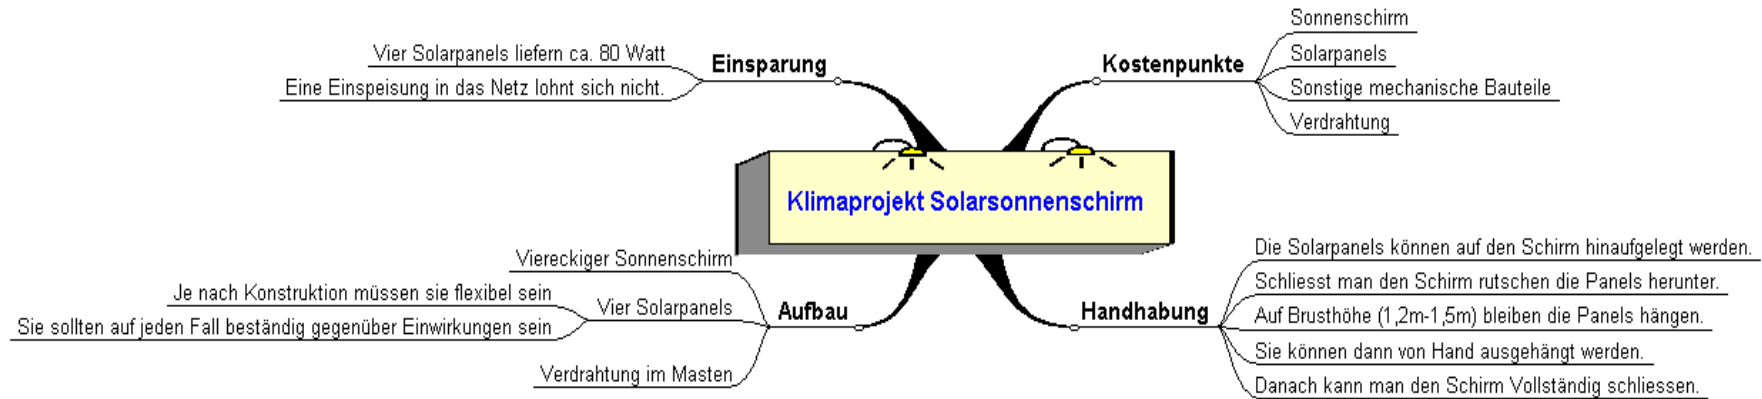 Klimaprojekt Solarsonnenschirm
Einsparung
Vier Solarpanels liefern ca. 80 Watt
Eine Einspeisung in das Netz lohnt sich nicht.
Kostenpunkte
Sonnenschirm
Solarpanels
Sonstige mechanische Bauteile
Verdrahtung
Aufbau
Viereckiger Sonnenschirm
Vier Solarpanels
Je nach Konstruktion müssen sie flexibel sein
Sie sollten auf jeden Fall beständig gegenüber Einwirkungen sein
Verdrahtung im Masten
Handhabung
Die Solarpanels können auf den Schirm hinaufgelegt werden.
Schliesst man den Schirm rutschen die Panels herunter.
Auf Brusthöhe (1,2m-1,5m) bleiben die Panels hängen.
Sie können dann von Hand ausgehängt werden.
Danach kann man den Schirm Vollständig schliessen.